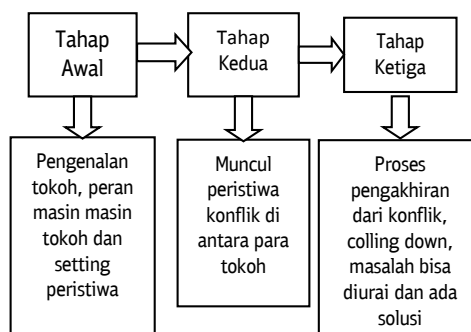 Tahap
Awal
Tahap
Kedua
Tahap
Ketiga
Pengenalan
tokoh, peran
masin masin
tokoh dan
setting
peristiwa
Muncul
peristiwa
konflik di
antara para
tokoh
Proses
pengakhiran
dari konflik,
colling down,
masalah bisa
diurai dan ada
solusi